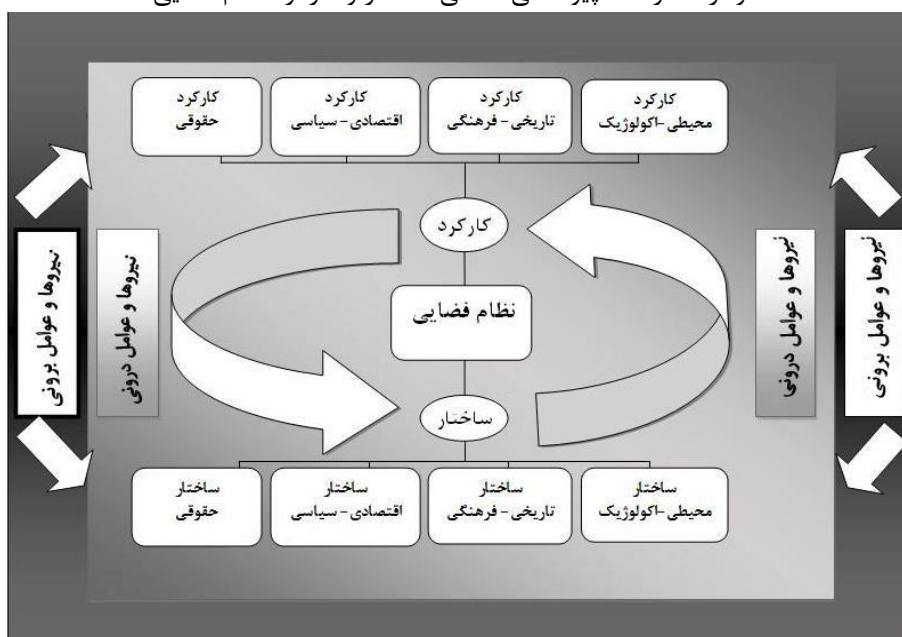 کارکرد
محیطی-اکولوژیک
کارکرد
تاریخی-فرهنگی
کارکرد
اقتصادی-سیاسی
کارکرد
حقوقی
کارکرد
نظام فضایی
ساختار
نیروها و عوامل برونی
نیروها و عوامل درونی
نیروها و عوامل درونی
نیروها و عوامل برونی
ساختار
محیطی-اکولوژیک
ساختار
تاریخی-فرهنگی
ساختار
اقتصادی-سیاسی
ساختار
حقوقی